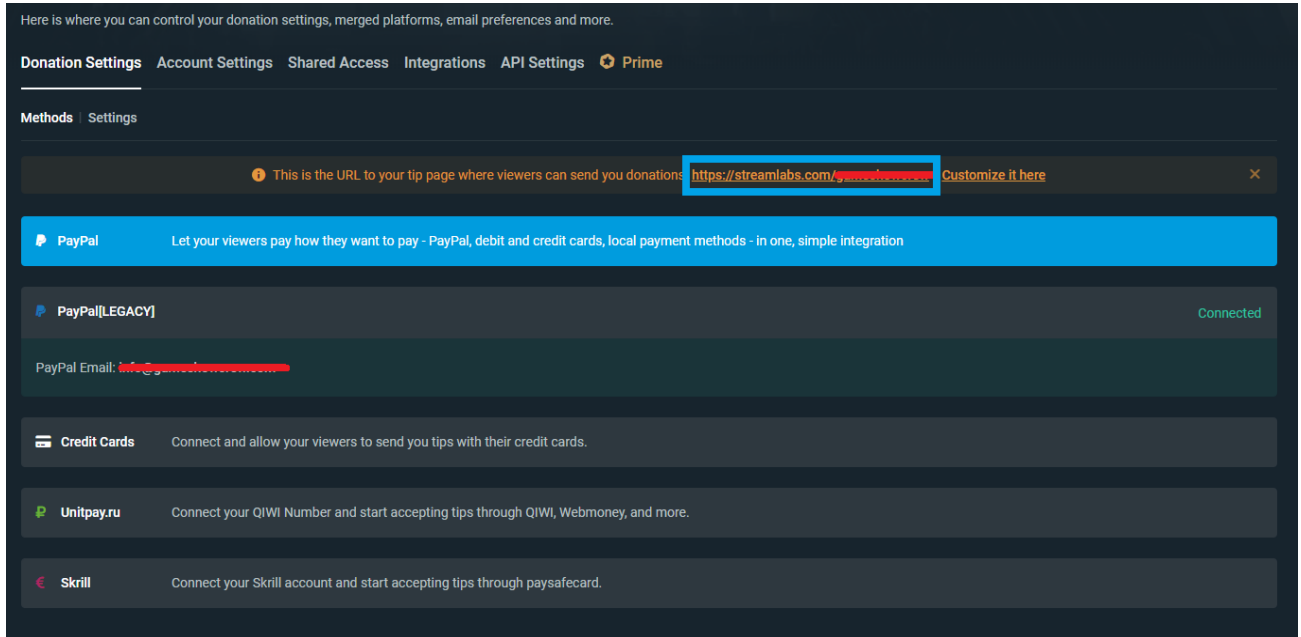 Here is where you can control your donation settings, merged platforms, email preferences and more.
Donation Settings Account Settings Shared Access Integrations API Settings Prime
Methods | Settings
This is the URL to your tip page where viewers can send you donations: https://streamlabs.com/ Customize it here ×
PayPal Let your viewers pay how they want to pay - PayPal, debit and credit cards, local payment methods - in one, simple integration
PayPal[LEGACY] Connected
PayPal Email:
Credit Cards Connect and allow your viewers to send you tips with their credit cards.
Unitpay.ru Connect your QIWI Number and start accepting tips through QIWI, Webmoney, and more.
Skrill Connect your Skrill account and start accepting tips through paysafecard.